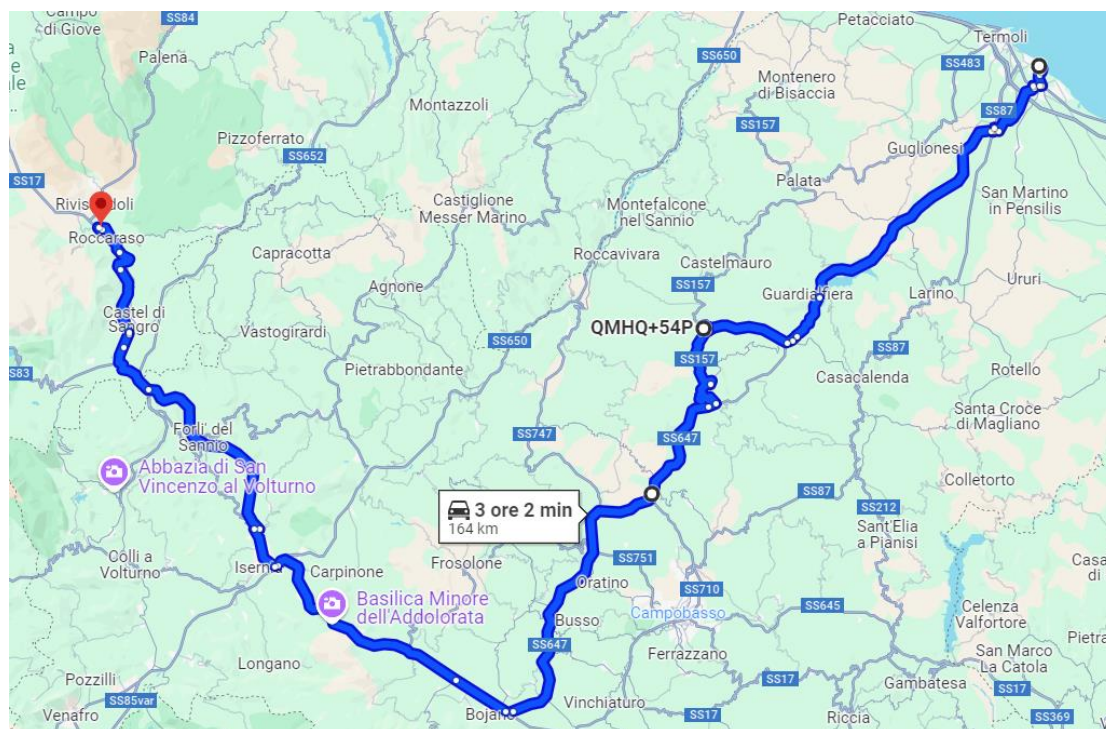 Campo
di Giove
SS84
Palena
Petacciato
Termoli
SS650
SS483
Montenero
di Bisaccia
Montazzoli
SS87
Pizzoferrato
SS652
SS157
Guglionesi
SS17
Palata
San Martino
in Pensilis
Castiglione
Messer Marino
Montefalcone
nel Sannio
Roccaraso
Capracotta
Roccavivara
Castelmauro
Agnone
SS157
Ururi
Guardialfiera
Larino
Castel di
Sangro
Vastogirardi
QMHQ+54P
SS650
SS87
SS157
Pietrabbondante
SS83
Casacalenda
Rotello
Santa Croce
di Magliano
Forlì del
Sannio
SS747
SS647
Abbazia di San
Vincenzo al Volturno
Colletorto
SS87
3 ore 2 min
164 km
SS212
Sant'Elia
a Pianisi
Colli a
Volturno
Isernia
Carpinone
Frosolone
SS751
Oratino
SS710
Basilica Minore
dell'Addolorata
Campobasso
SS645
Celenza
Valfortore
Busso
SS647
Ferrazzano
Longano
San Marco
La Catola
Pozzilli
SS17
Gambatesa
SS85var
Vinchiaturo
SS17
Bojano
SS17
Riccia
Venafro
SS369